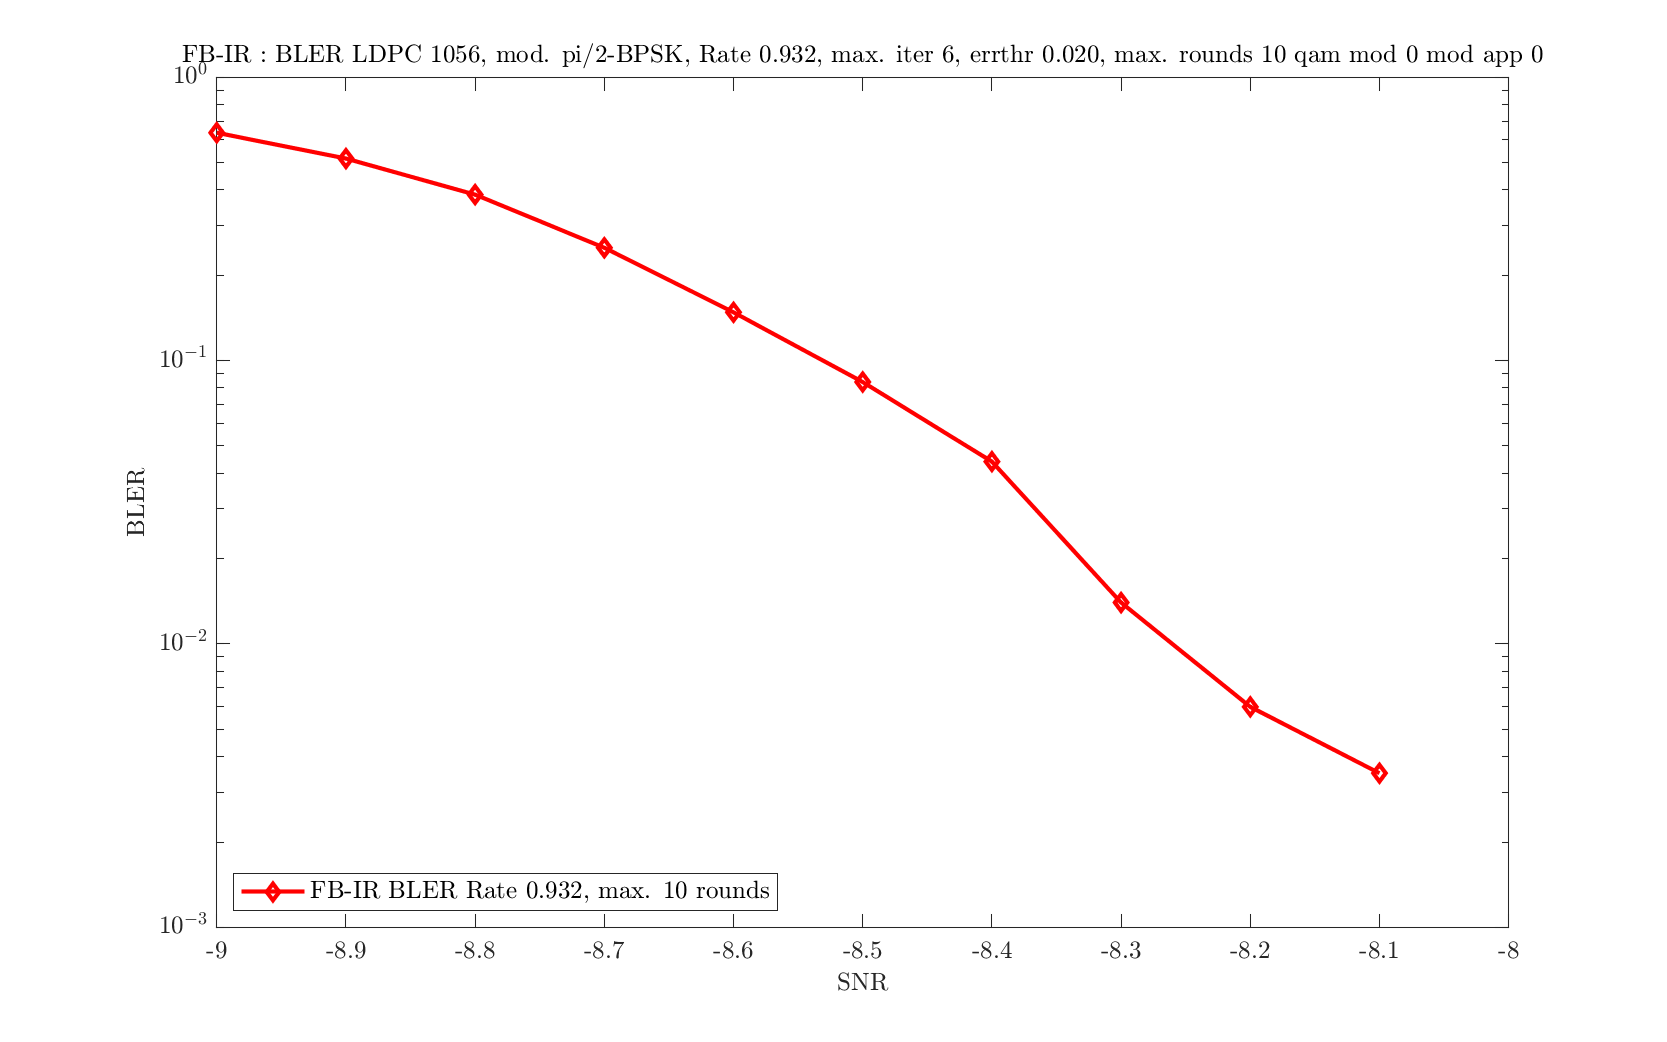 FB-IR : BLER LDPC 1056, mod. pi/2-BPSK, Rate 0.932, max. iter 6, errthr 0.020, max. rounds 10 qam mod 0 mod app 0
10^0
10^-1
BLER
10^-2
FB-IR BLER Rate 0.932, max. 10 rounds
10^-3
-9 -8.9 -8.8 -8.7 -8.6 -8.5 -8.4 -8.3 -8.2 -8.1 -8
SNR